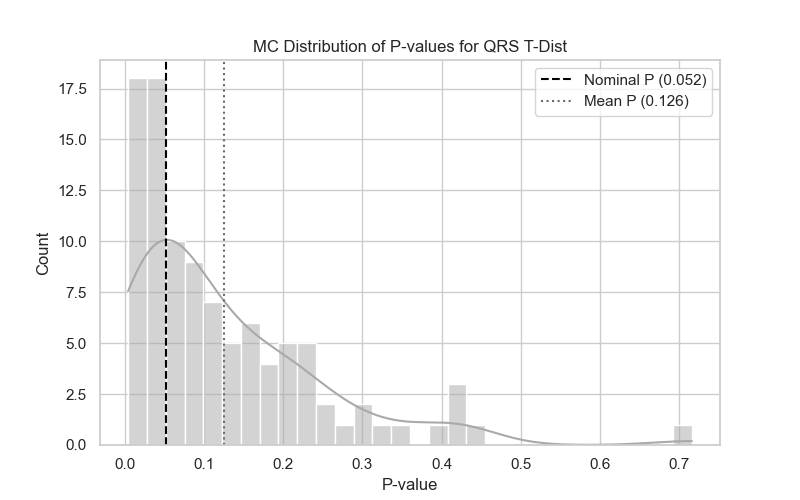 MC Distribution of P-values for QRS T-Dist
Nominal P (0.052)
Mean P (0.126)
Count
17.5
15.0
12.5
10.0
7.5
5.0
2.5
0.0
0.0 0.1 0.2 0.3 0.4 0.5 0.6 0.7
P-value